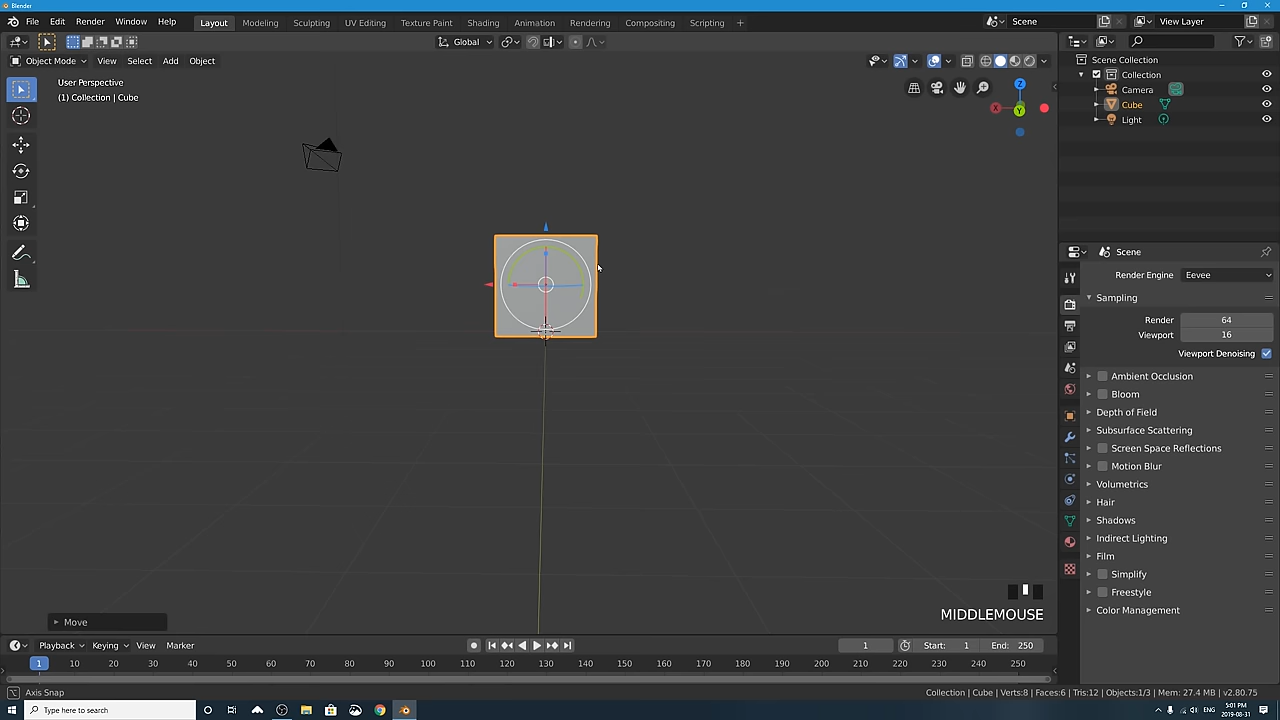 Blender
File Edit Render Window Help Layout Modeling Sculpting UV Editing Texture Paint Shading Animation Rendering Compositing Scripting + Scene View Layer
Global
Object Mode View Select Add Object
User Perspective
(1) Collection | Cube
Z
X Y
Scene Collection
Collection
Camera
Cube
Light
Scene
Render Engine Eevee
Sampling
Render 64
Viewport 16
Viewport Denoising
Ambient Occlusion
Bloom
Depth of Field
Subsurface Scattering
Screen Space Reflections
Motion Blur
Volumetrics
Hair
Shadows
Indirect Lighting
Film
Simplify
Freestyle
Color Management
MIDDLEMOUSE
Move
Playback Keying View Marker 1 Start: 1 End: 250
1 10 20 30 40 50 60 70 80 90 100 110 120 130 140 150 160 170 180 190 200 210 220 230 240 250
Axis Snap Collection | Cube | Verts:8 | Faces:6 | Tris:12 | Objects:1/3 | Mem: 27.4 MB | v2.80.75
Type here to search ENG 5:01 PM
2019-08-31